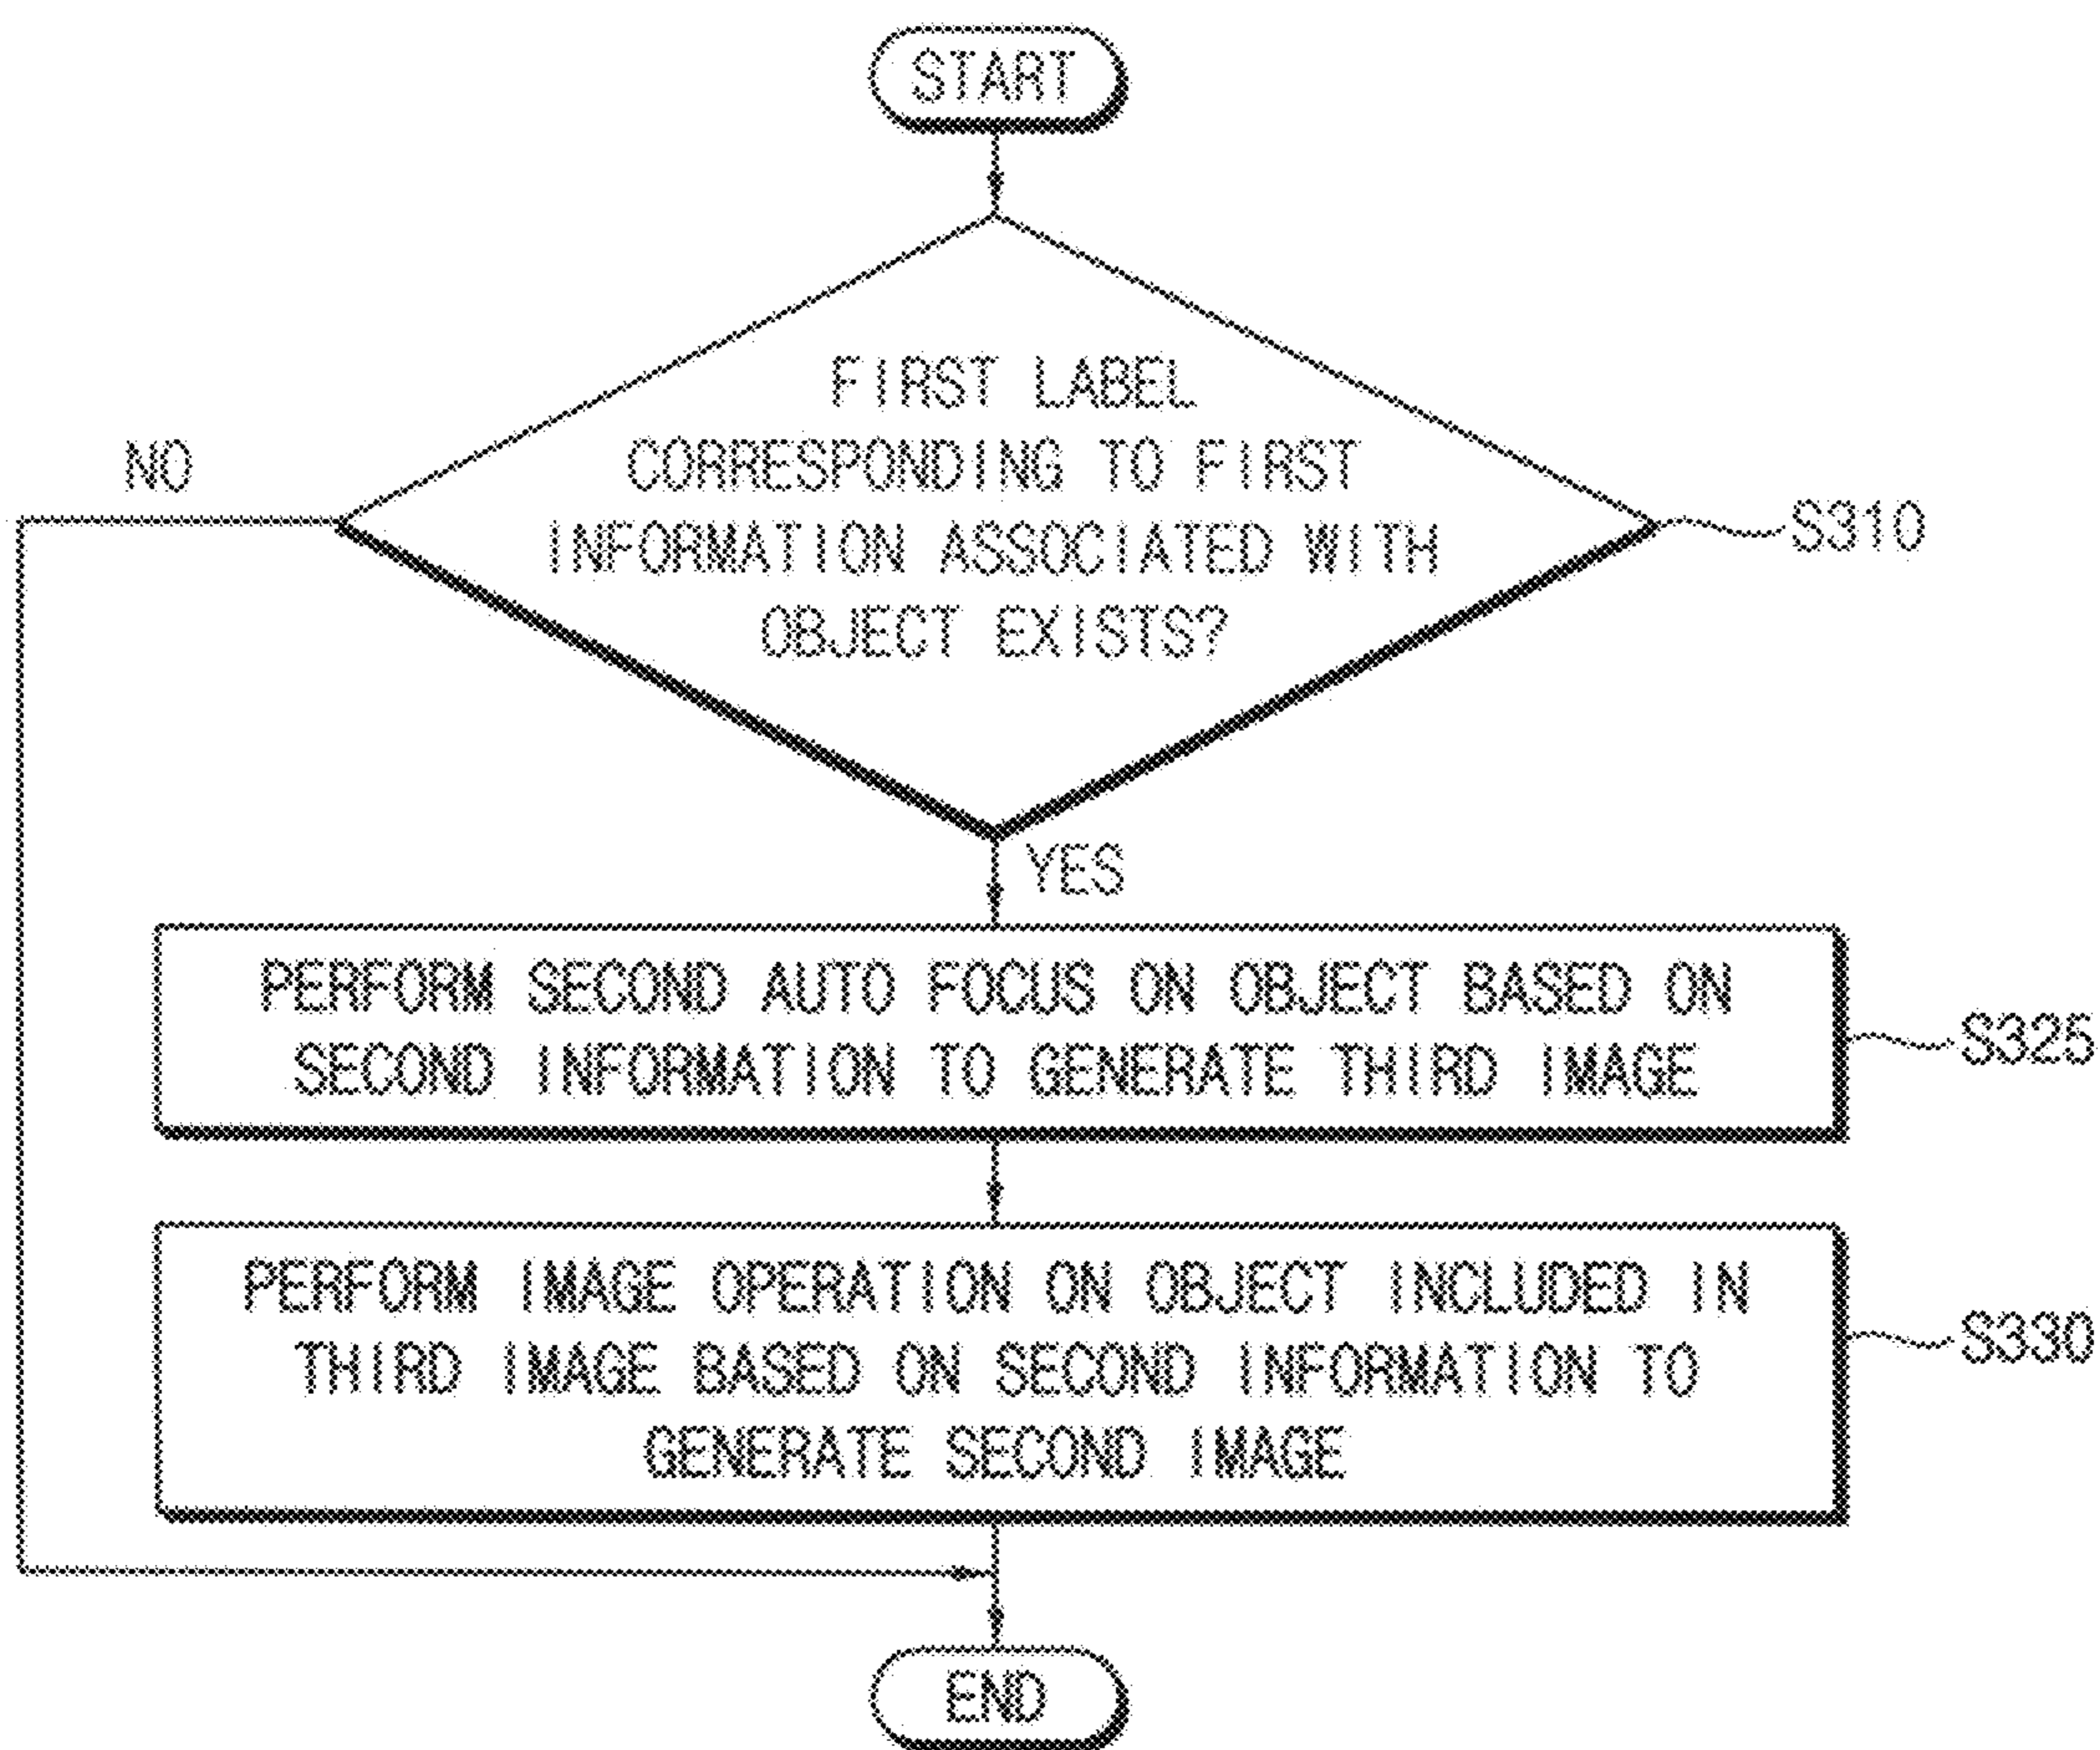 START
FIRST LABEL
CORRESPONDING TO FIRST
INFORMATION ASSOCIATED WITH
OBJECT EXISTS?
NO
S310
YES
PERFORM SECOND AUTO FOCUS ON OBJECT BASED ON
SECOND INFORMATION TO GENERATE THIRD IMAGE
S325
PERFORM IMAGE OPERATION ON OBJECT INCLUDED IN
THIRD IMAGE BASED ON SECOND INFORMATION TO
GENERATE SECOND IMAGE
S330
END